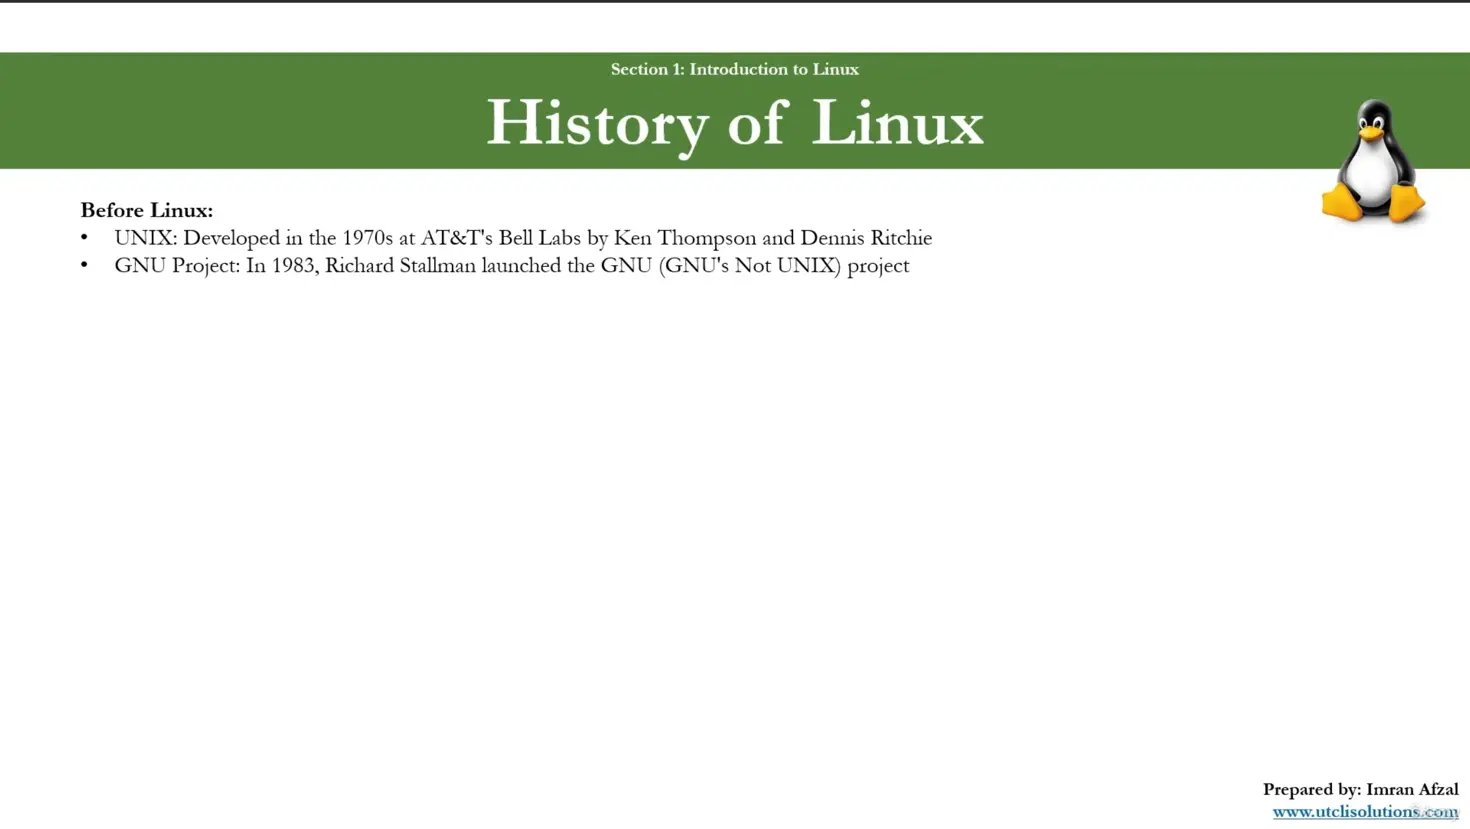 Section 1: Introduction to Linux
History of Linux
Before Linux:
• UNIX: Developed in the 1970s at AT&T's Bell Labs by Ken Thompson and Dennis Ritchie
• GNU Project: In 1983, Richard Stallman launched the GNU (GNU's Not UNIX) project
Prepared by: Imran Afzal
www.utclisolutions.com